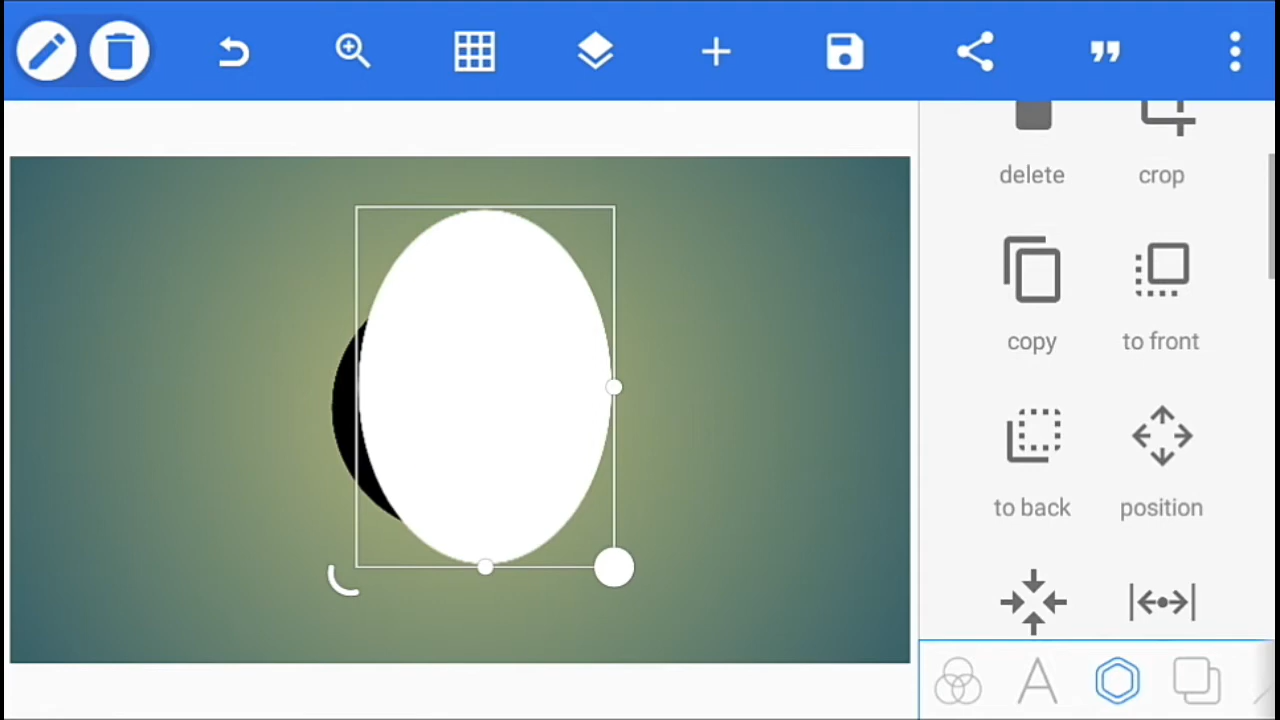 delete
crop
copy
to front
to back
position